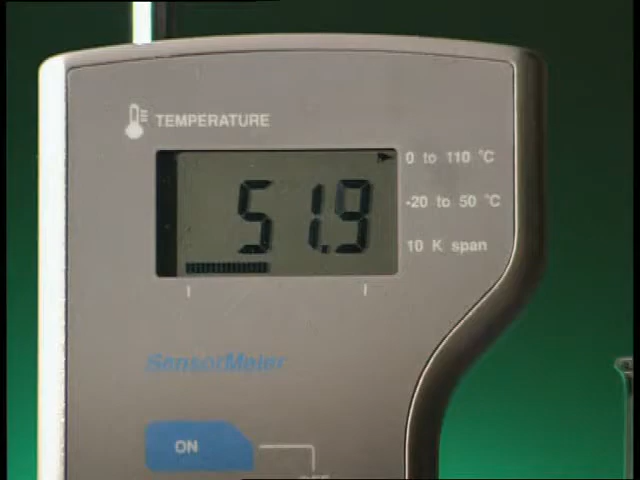 TEMPERATURE
0 to 110 °C
51.9
-20 to 50 °C
10 K span
SensorMeter
ON